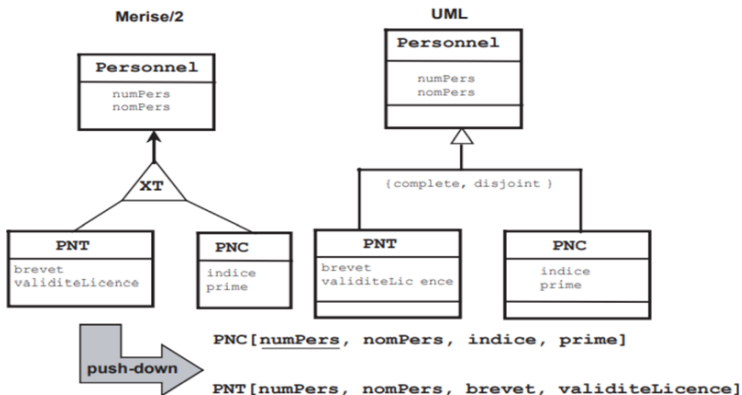 Merise/2
UML
Personnel
numPers
nomPers
XT
PNT
brevet
validiteLicence
PNC
indice
prime
Personnel
numPers
nomPers
{complete, disjoint }
PNT
brevet
validiteLic ence
PNC
indice
prime
push-down
PNC[numPers, nomPers, indice, prime]
PNT[numPers, nomPers, brevet, validiteLicence]